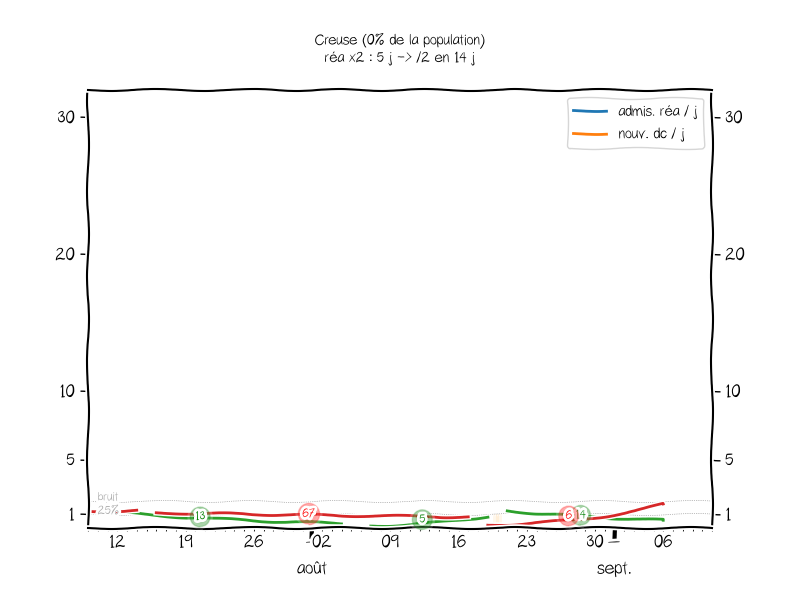 Creuse (0% de la population)
réa x2 : 5 j -> /2 en 14 j
admis. réa / j
nouv. dc / j
30
30
20
20
10
10
5
5
bruit
25%
1
1
13
67
5
6
14
12 19 26 02 09 16 23 30 06
août sept.